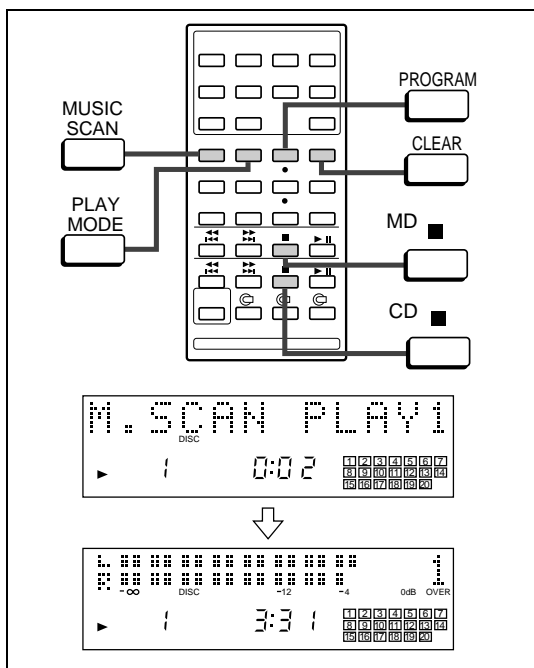 PROGRAM
MUSIC
SCAN
CLEAR
PLAY
MODE
MD
CD
M.SCAN PLAY1
DISC
1 0:02
1 2 3 4 5 6 7
8 9 10 11 12 13 14
15 16 17 18 19 20
L
R 1
-∞ DISC -12 -4 0dB OVER
1 3:31
1 2 3 4 5 6 7
8 9 10 11 12 13 14
15 16 17 18 19 20